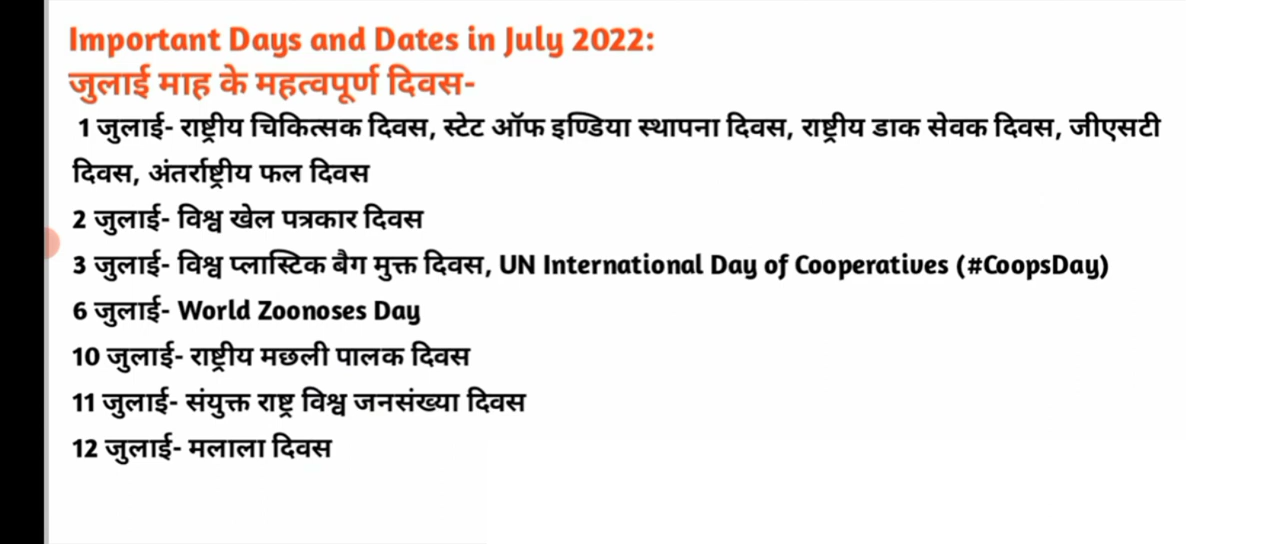 Important Days and Dates in July 2022:
जुलाई माह के महत्वपूर्ण दिवस-
1 जुलाई- राष्ट्रीय चिकित्सक दिवस, स्टेट ऑफ इण्डिया स्थापना दिवस, राष्ट्रीय डाक सेवक दिवस, जीएसटी
दिवस, अंतर्राष्ट्रीय फल दिवस
2 जुलाई- विश्व खेल पत्रकार दिवस
3 जुलाई- विश्व प्लास्टिक बैग मुक्त दिवस, UN International Day of Cooperatives (#CoopsDay)
6 जुलाई- World Zoonoses Day
10 जुलाई- राष्ट्रीय मछली पालक दिवस
11 जुलाई- संयुक्त राष्ट्र विश्व जनसंख्या दिवस
12 जुलाई- मलाला दिवस